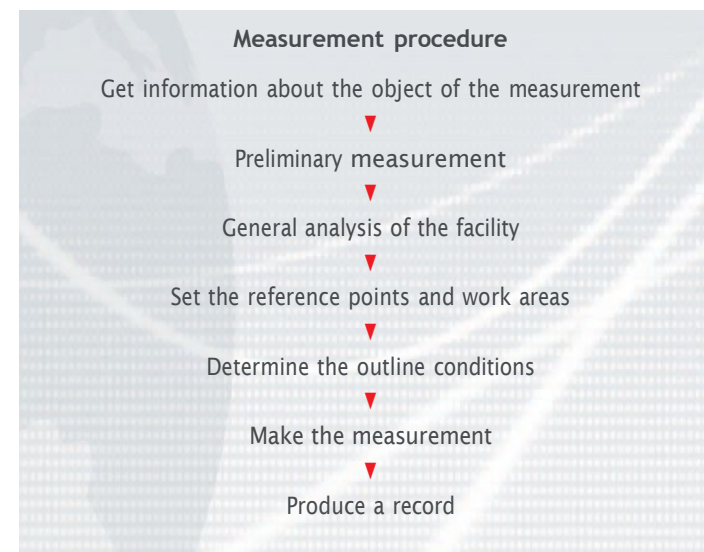 Measurement procedure
Get information about the object of the measurement
Preliminary measurement
General analysis of the facility
Set the reference points and work areas
Determine the outline conditions
Make the measurement
Produce a record